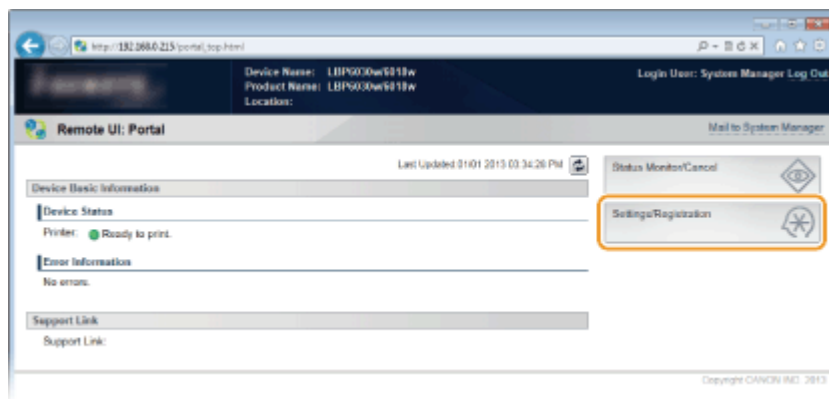 http://192.168.0.215/portal_top.html
Device Name: LBP6030w/6018w
Product Name: LBP6030w/6018w
Location:
Login User: System Manager Log Out
Remote UI: Portal
Mail to System Manager
Last Updated 01/01 2013 03:34:28 PM
Device Basic Information
Device Status
Printer: Ready to print.
Error Information
No errors.
Support Link
Support Link:
Status Monitor/Cancel
Settings/Registration
Copyright CANON INC. 2013